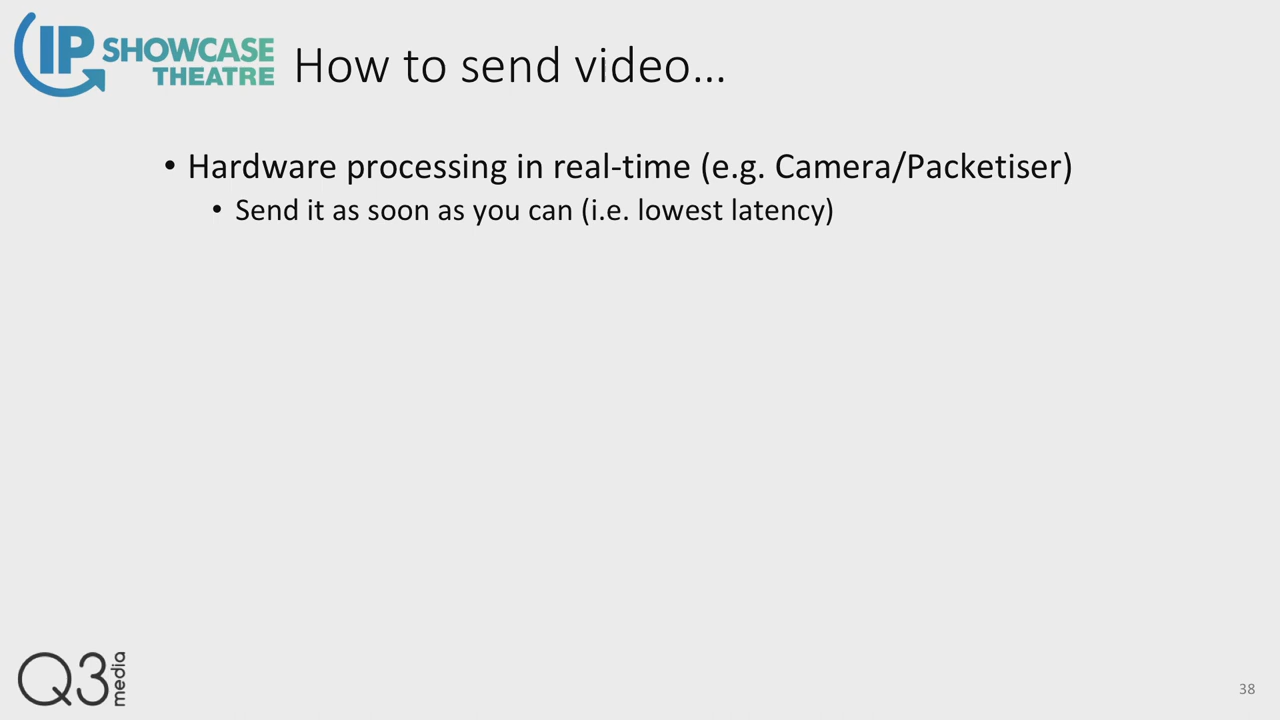 IP SHOWCASE
THEATRE
How to send video…
• Hardware processing in real-time (e.g. Camera/Packetiser)
• Send it as soon as you can (i.e. lowest latency)
Q3 media
38